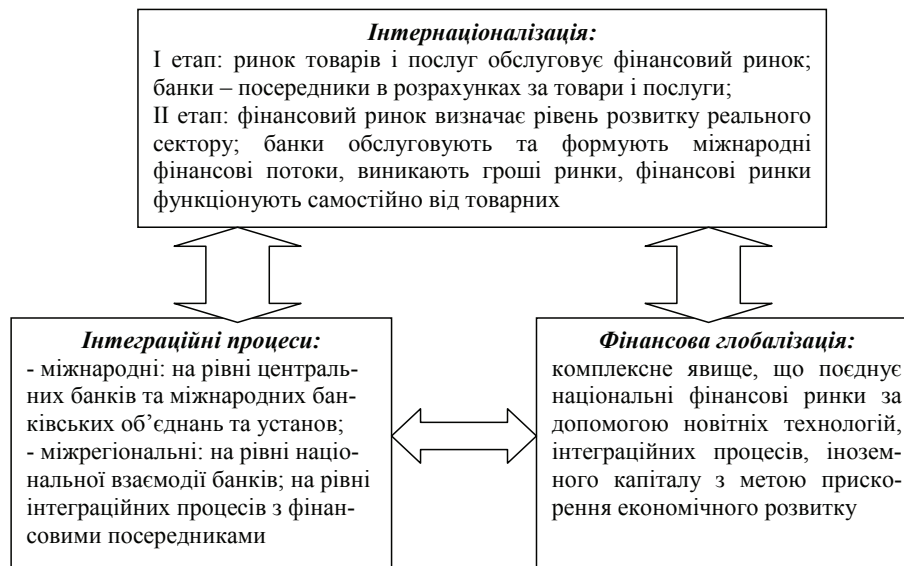 Інтернаціоналізація:
І етап: ринок товарів і послуг обслуговує фінансовий ринок;
банки – посередники в розрахунках за товари і послуги;
ІІ етап: фінансовий ринок визначає рівень розвитку реального
сектору; банки обслуговують та формують міжнародні
фінансові потоки, виникають гроші ринки, фінансові ринки
функціонують самостійно від товарних
Інтеграційні процеси:
- міжнародні: на рівні централь-
них банків та міжнародних бан-
ківських об’єднань та установ;
- міжрегіональні: на рівні націо-
нальної взаємодії банків; на рівні
інтеграційних процесів з фінан-
совими посередниками
Фінансова глобалізація:
комплексне явище, що поєднує
національні фінансові ринки за
допомогою новітніх технологій,
інтеграційних процесів, інозем-
ного капіталу з метою приско-
рення економічного розвитку